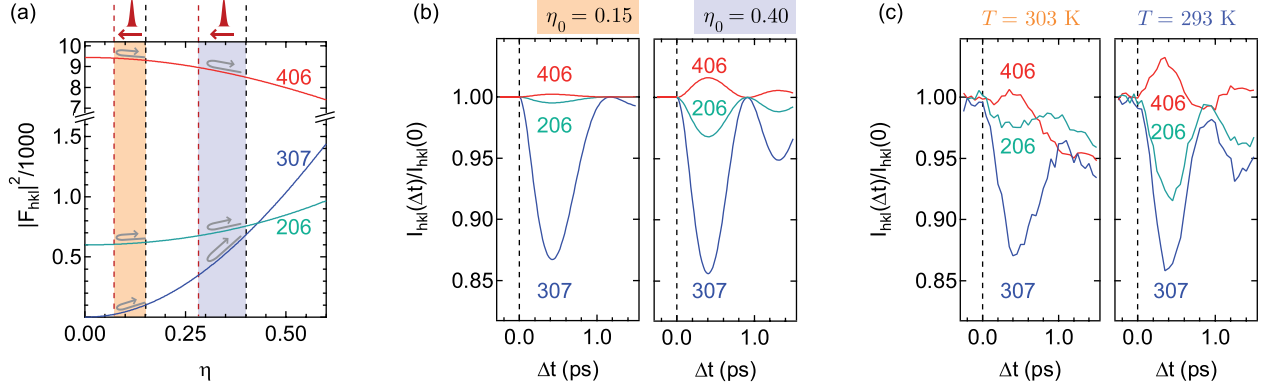 (a)
10
9
8
7
1.5
1.0
0.5
0
|F_hkl|²/1000
406
307
206
0.00
0.25
0.50
η
(b)
η₀ = 0.15
η₀ = 0.40
1.00
0.95
0.90
0.85
I_hkl(Δt)/I_hkl(0)
406
206
307
406
206
307
0.0
1.0
0.0
1.0
Δt (ps)
Δt (ps)
(c)
T = 303 K
T = 293 K
1.00
0.95
0.90
0.85
I_hkl(Δt)/I_hkl(0)
406
206
307
406
206
307
0.0
1.0
0.0
1.0
Δt (ps)
Δt (ps)